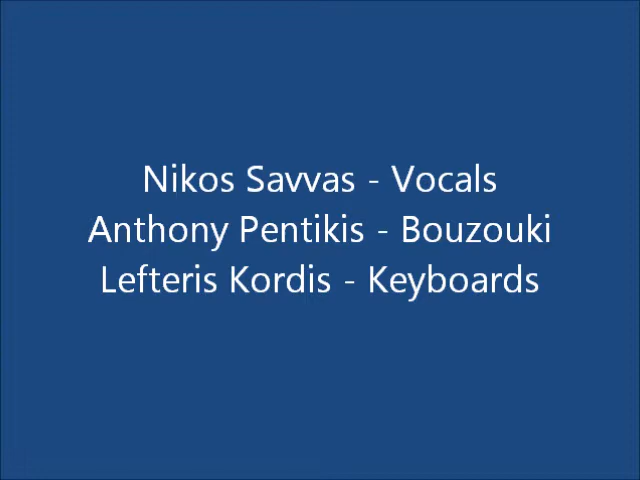 Nikos Savvas - Vocals
Anthony Pentikis - Bouzouki
Lefteris Kordis - Keyboards